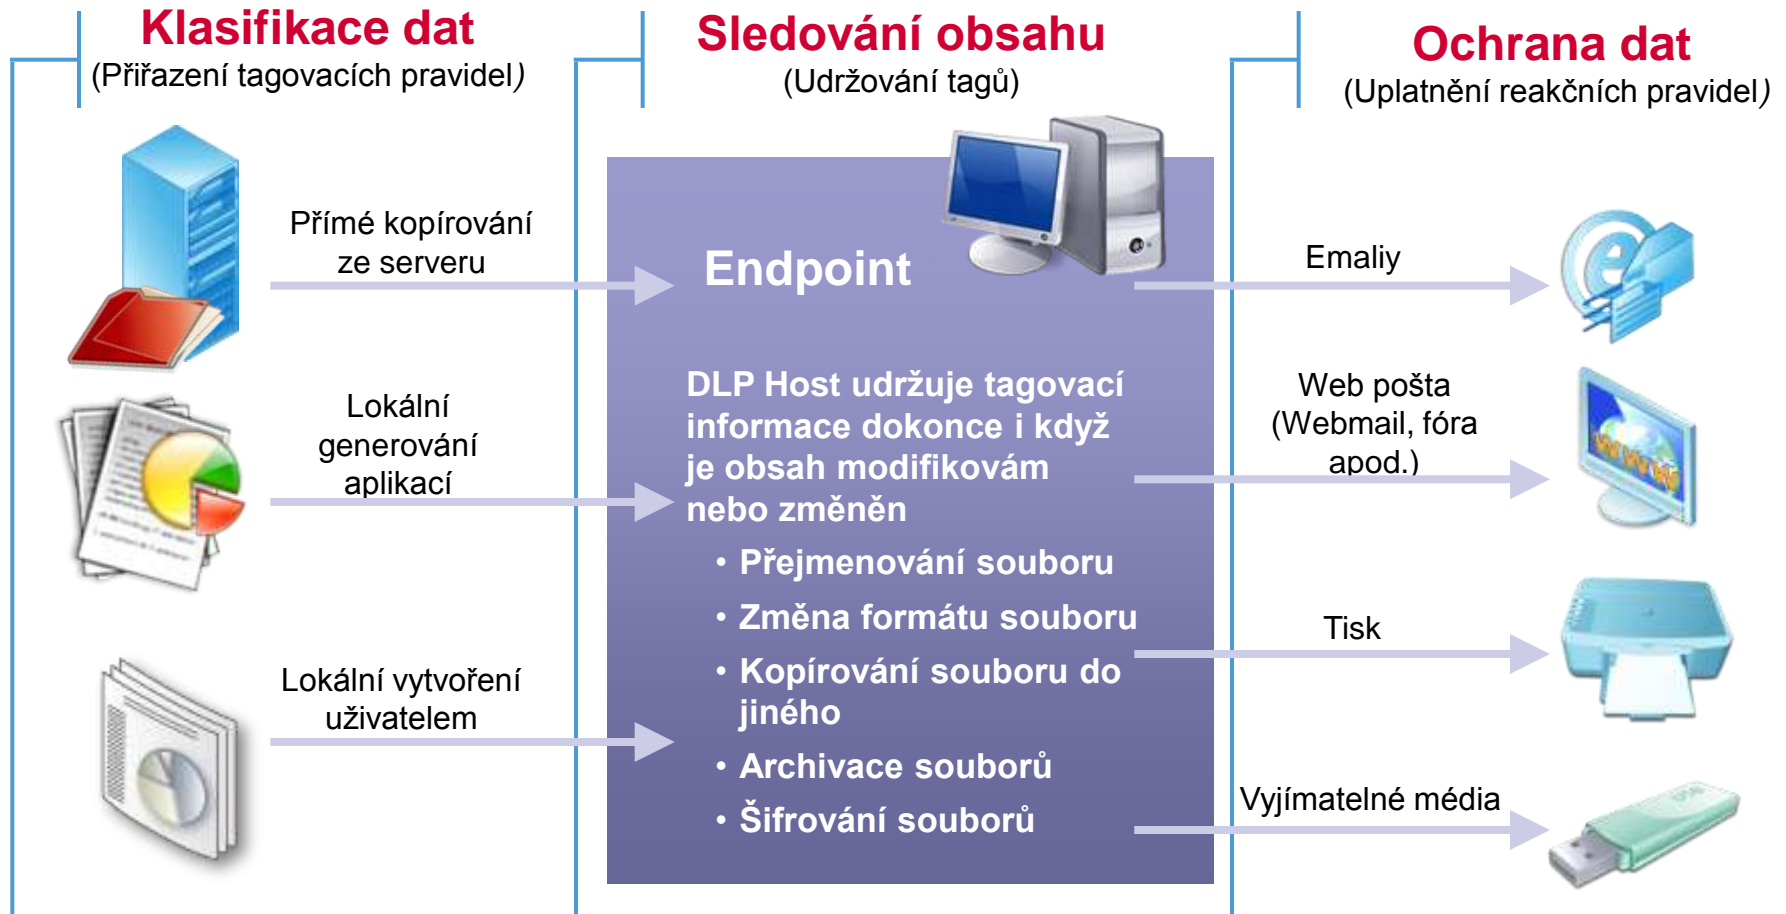 Klasifikace dat
(Přiřazení tagovacích pravidel)
Sledování obsahu
(Udržování tagů)
Ochrana dat
(Uplatnění reakčních pravidel)
Přímé kopírování
ze serveru
Lokální
generování
aplikací
Lokální vytvoření
uživatelem
Endpoint
DLP Host udržuje tagovací
informace dokonce i když
je obsah modifikovám
nebo změněn
• Přejmenování souboru
• Změna formátu souboru
• Kopírování souboru do
jiného
• Archivace souborů
• Šifrování souborů
Emaliy
Web pošta
(Webmail, fóra
apod.)
WWW
Tisk
Vyjímatelné média